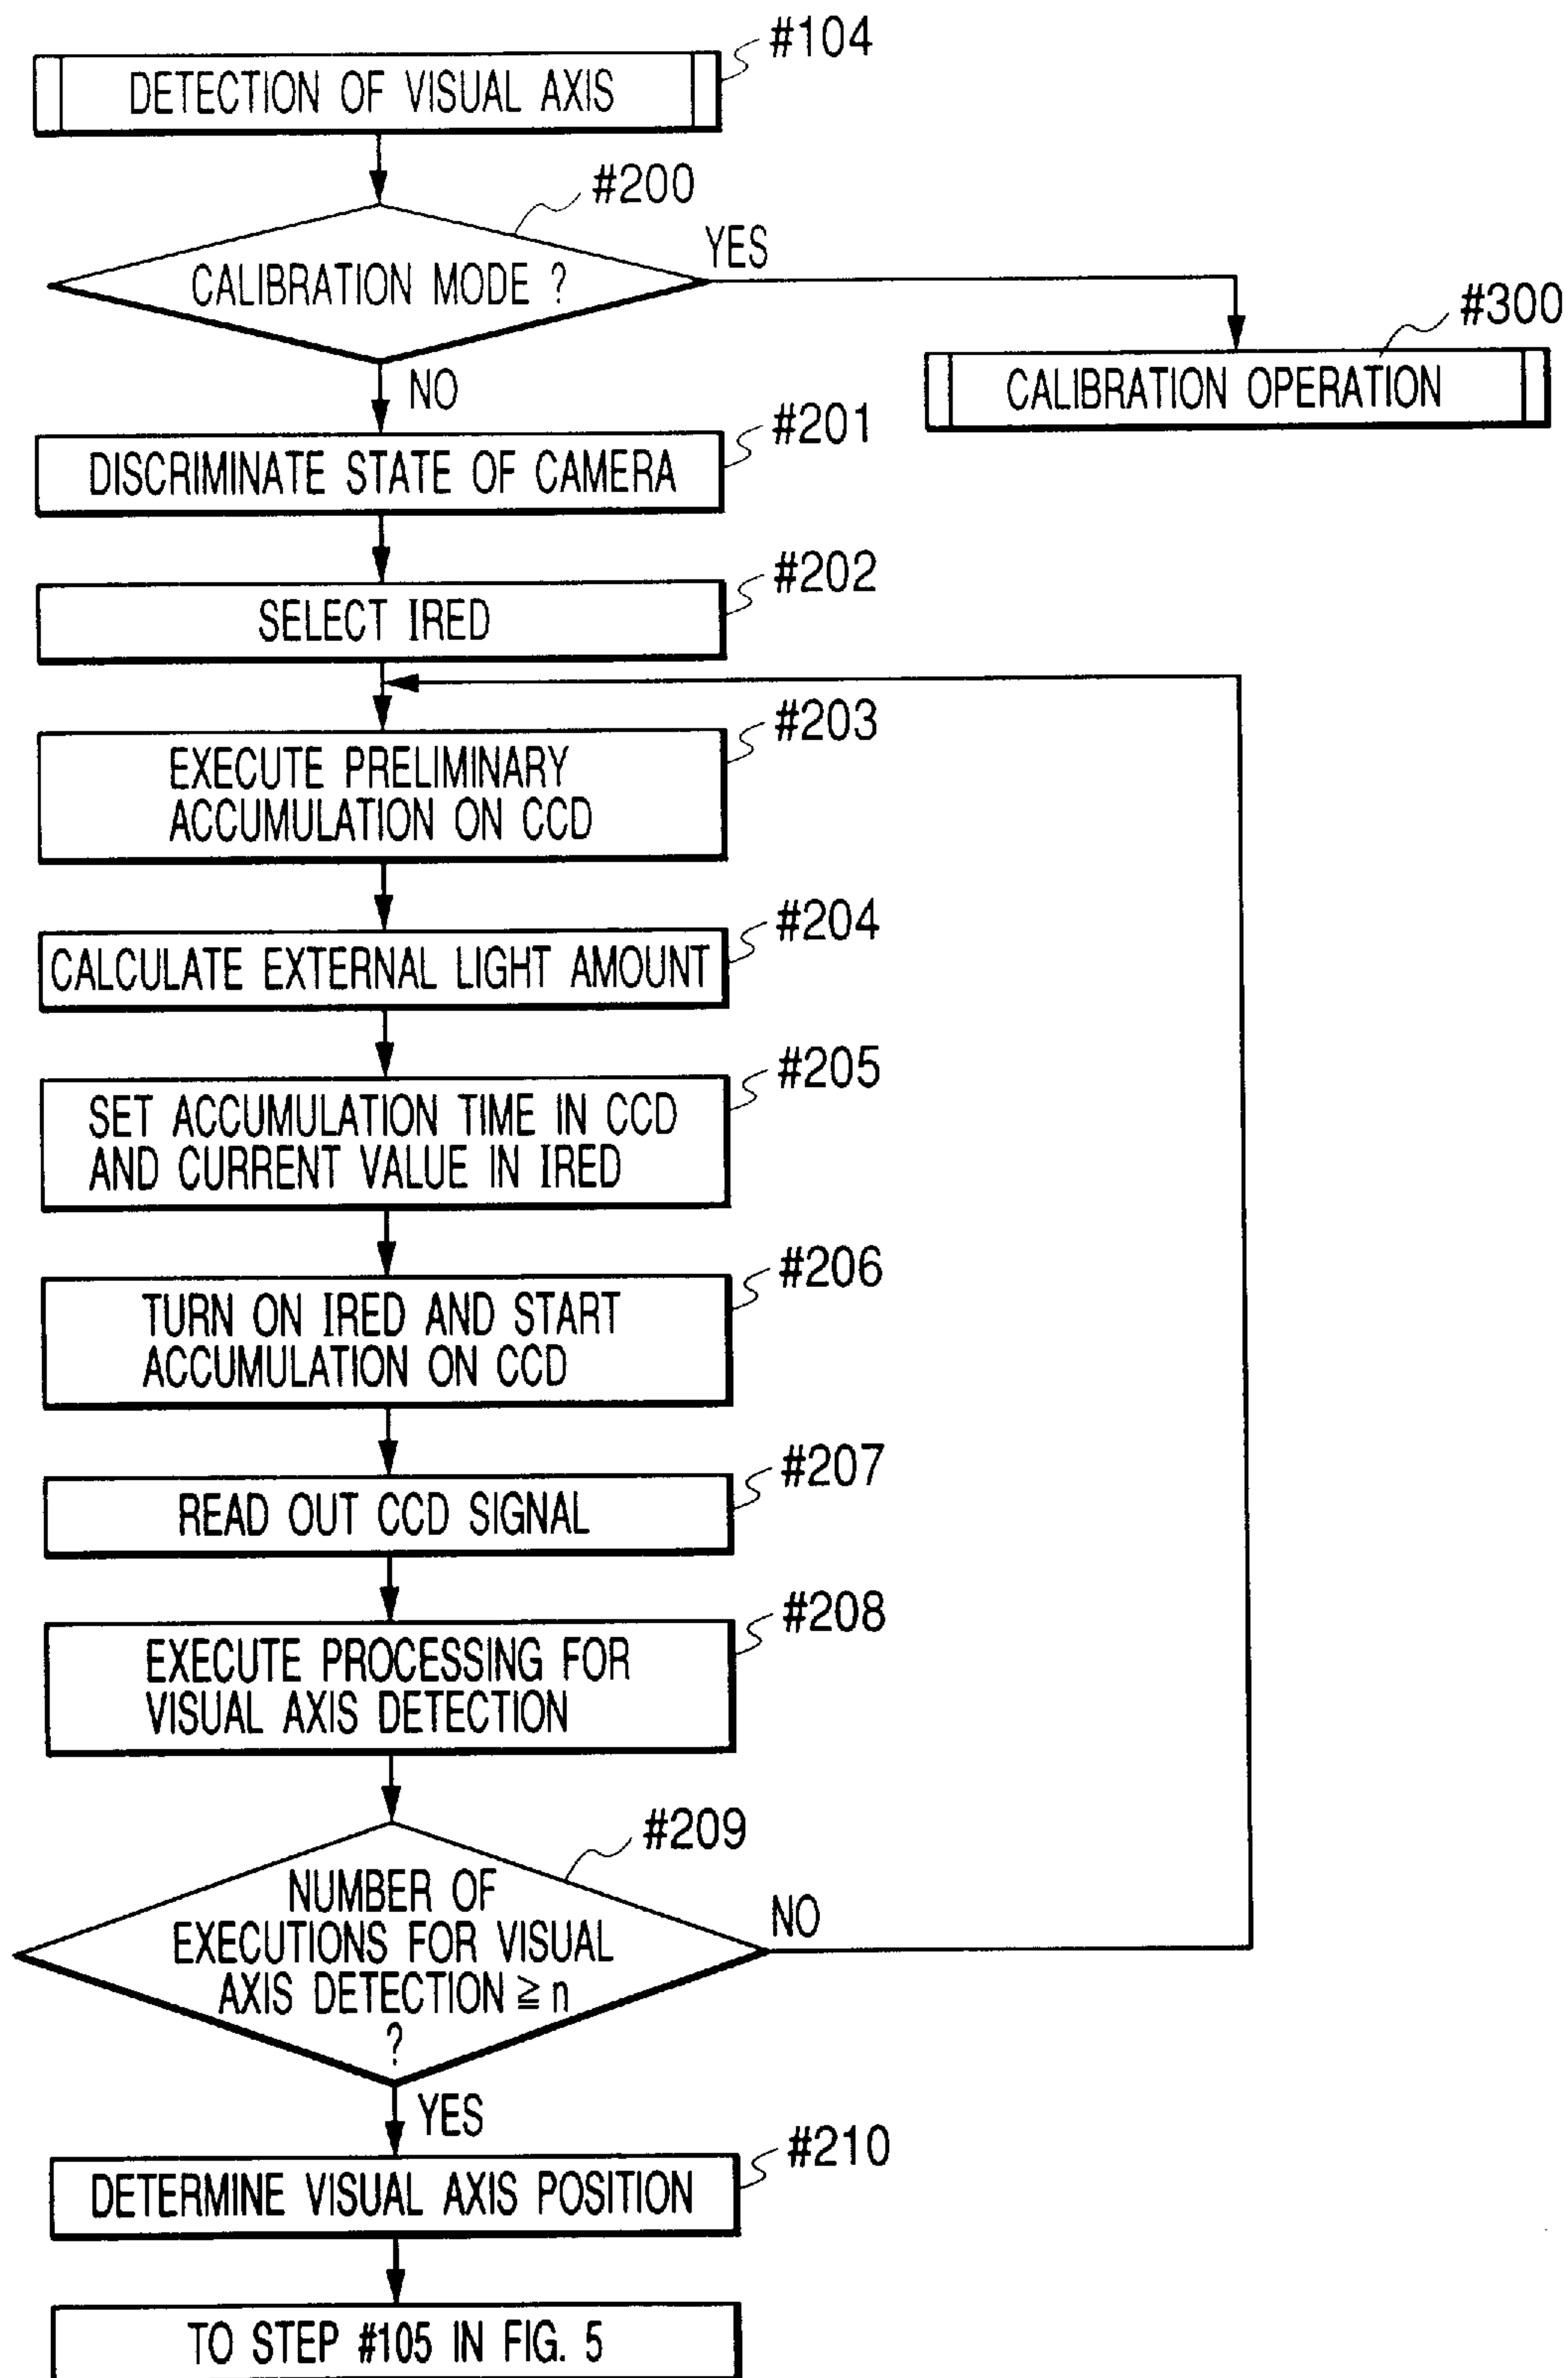 #104
DETECTION OF VISUAL AXIS
#200
CALIBRATION MODE ?
YES
#300
CALIBRATION OPERATION
NO
#201
DISCRIMINATE STATE OF CAMERA
#202
SELECT IRED
#203
EXECUTE PRELIMINARY
ACCUMULATION ON CCD
#204
CALCULATE EXTERNAL LIGHT AMOUNT
#205
SET ACCUMULATION TIME IN CCD
AND CURRENT VALUE IN IRED
#206
TURN ON IRED AND START
ACCUMULATION ON CCD
#207
READ OUT CCD SIGNAL
#208
EXECUTE PROCESSING FOR
VISUAL AXIS DETECTION
#209
NUMBER OF
EXECUTIONS FOR VISUAL
AXIS DETECTION ≧ n
?
NO
YES
#210
DETERMINE VISUAL AXIS POSITION
TO STEP #105 IN FIG. 5